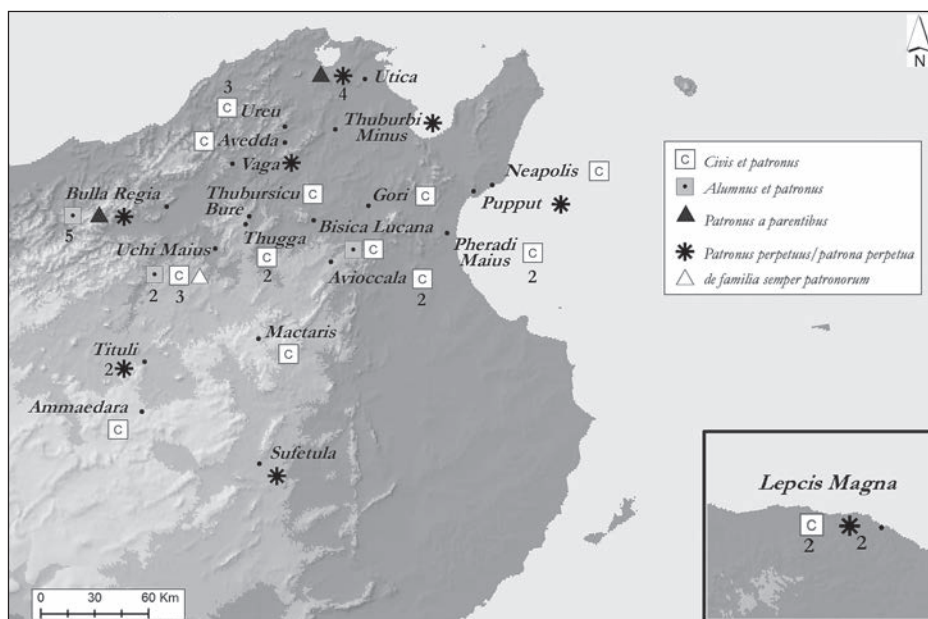 N
3
Ureu
C
Avedda
C
Vaga
4
Utica
Thuburbi
Minus
Neapolis
C
Pupput
Bulla Regia
5
Thubursicu
Bure
C
Gori
C
Bisica Lucana
C
Thugga
C
2
Uchi Maius
2
C
3
Avioccala
C
2
Pheradi
Maius
C
2
Mactaris
C
Tituli
2
Ammaedara
C
Sufetula
C Civis et patronus
Alumnus et patronus
Patronus a parentibus
Patronus perpetuus/patrona perpetua
de familia semper patronorum
Lepcis Magna
C
2
2
0 30 60 Km